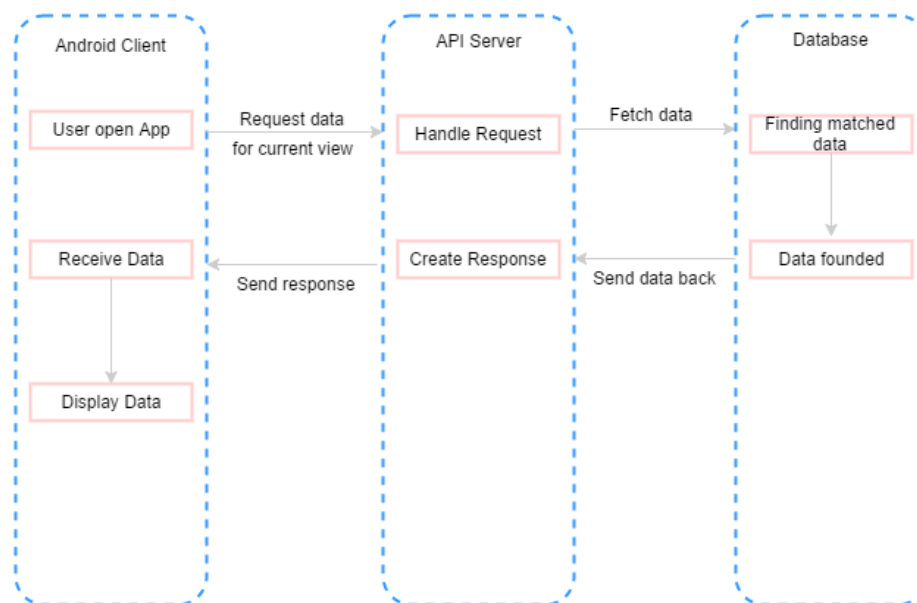 Android Client
API Server
Database
User open App
Request data
for current view
Handle Request
Fetch data
Finding matched
data
Receive Data
Send response
Create Response
Send data back
Data founded
Display Data